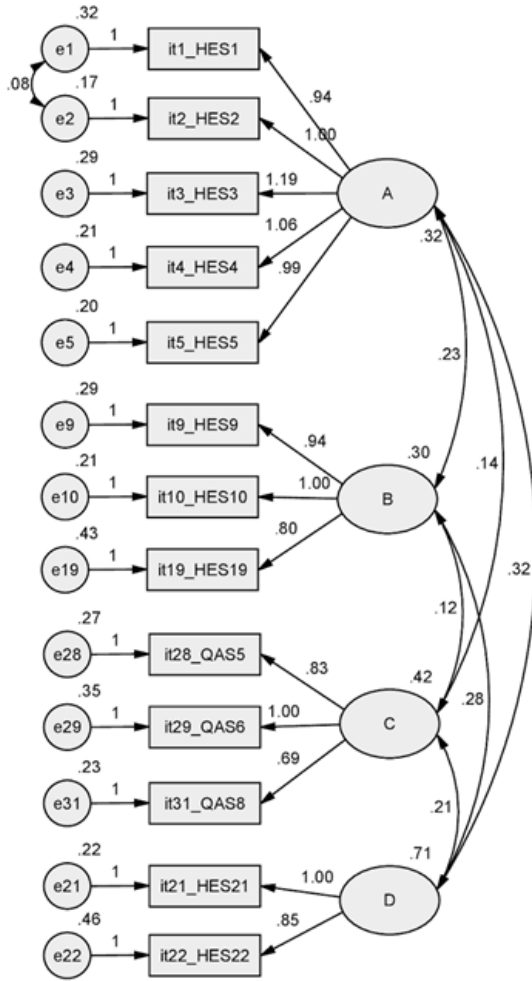 .32
e1 1 it1_HES1
.08
.17
.94
e2 1 it2_HES2
1.00
.29
e3 1 it3_HES3 1.19 A
.21
1.06
.32
e4 1 it4_HES4
.99
.20
e5 1 it5_HES5
.23
.29
e9 1 it9_HES9
.94
.30
.14
.21
e10 1 it10_HES10 1.00 B
.43
.80
e19 1 it19_HES19
.32
.12
.27
e28 1 it28_QAS5
.83
.42
.28
.35
e29 1 it29_QAS6 1.00 C
.23
.69
e31 1 it31_QAS8
.21
.22
.71
e21 1 it21_HES21 1.00 D
.46
.85
e22 1 it22_HES22